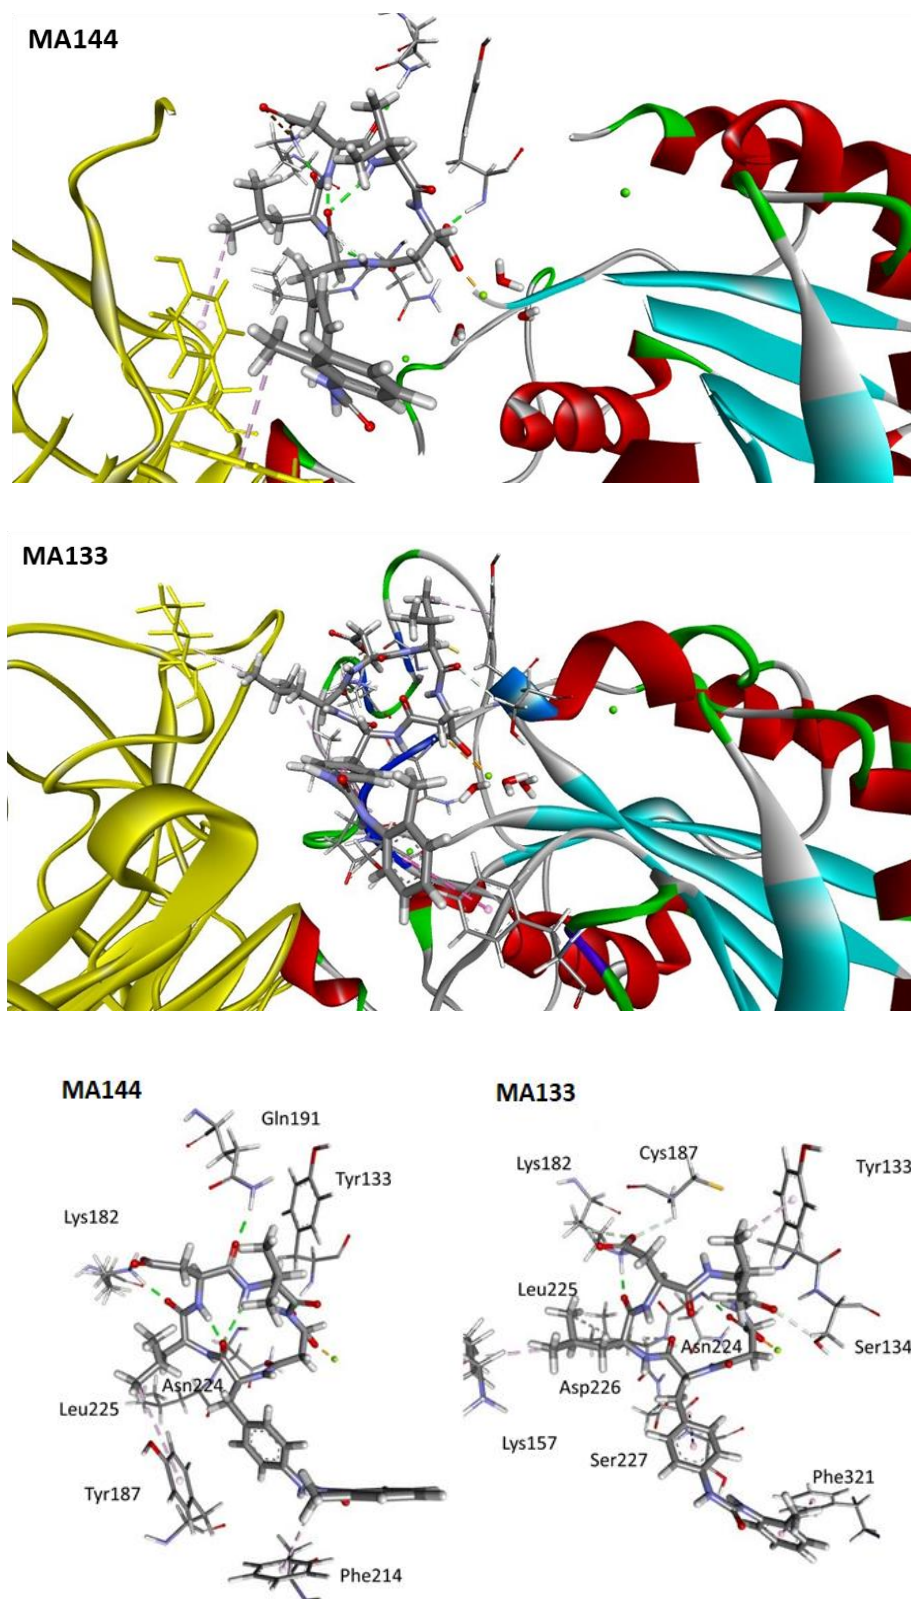 MA144
MA133
MA144
MA133
Gln191
Tyr133
Lys182
Asn224
Leu225
Tyr187
Phe214
Lys182
Cys187
Tyr133
Leu225
Asn224
Ser134
Asp226
Lys157
Ser227
Phe321